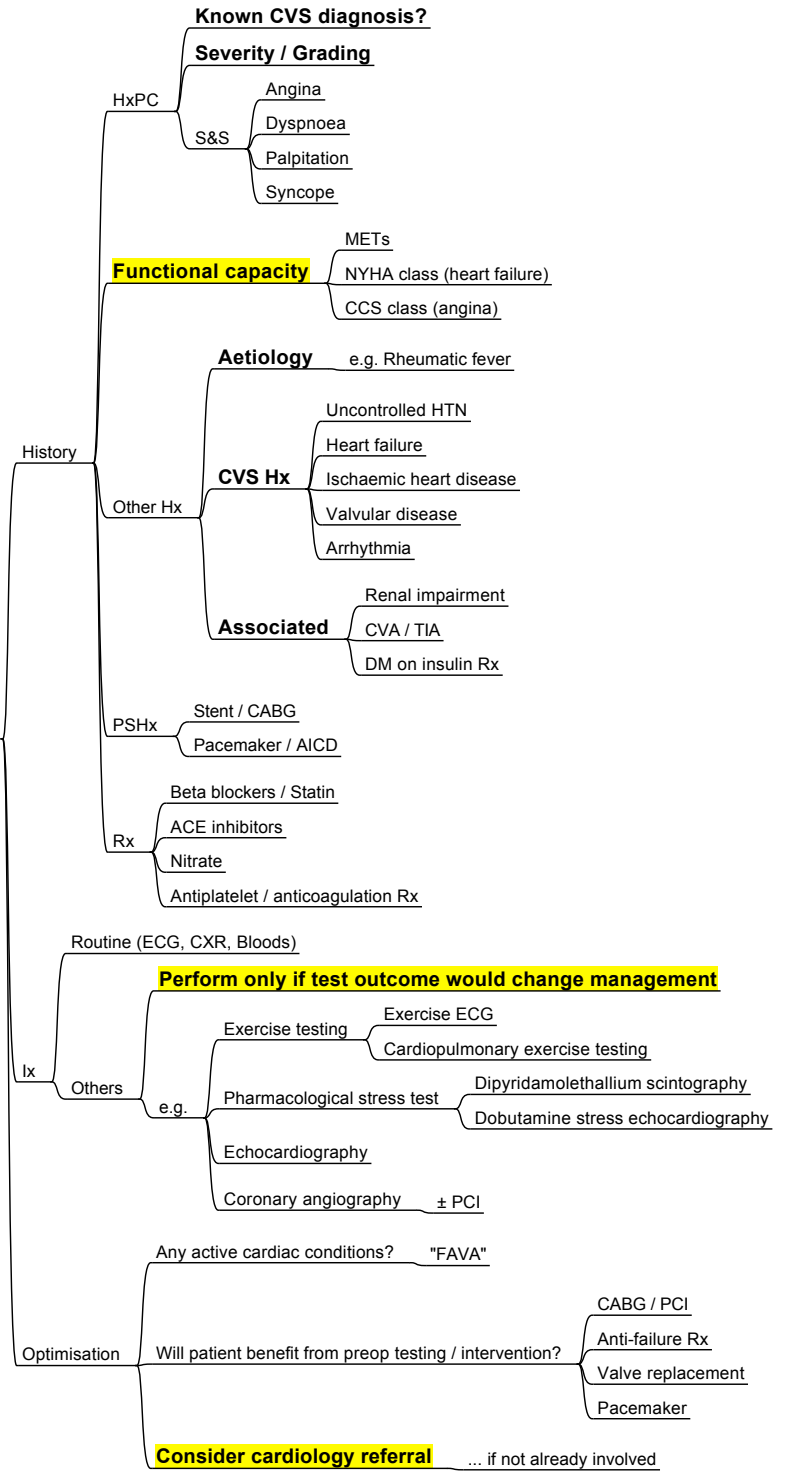 Known CVS diagnosis?
Severity / Grading
HxPC
Angina
S&S
Dyspnoea
Palpitation
Syncope
METs
Functional capacity
NYHA class (heart failure)
CCS class (angina)
Aetiology
e.g. Rheumatic fever
Uncontrolled HTN
History
Heart failure
CVS Hx
Ischaemic heart disease
Other Hx
Valvular disease
Arrhythmia
Renal impairment
Associated
CVA / TIA
DM on insulin Rx
Stent / CABG
PSHx
Pacemaker / AICD
Beta blockers / Statin
ACE inhibitors
Rx
Nitrate
Antiplatelet / anticoagulation Rx
Routine (ECG, CXR, Bloods)
Perform only if test outcome would change management
Exercise ECG
Exercise testing
Cardiopulmonary exercise testing
Ix
Others
Dipyridamolethallium scintography
Pharmacological stress test
e.g.
Dobutamine stress echocardiography
Echocardiography
Coronary angiography
± PCI
Any active cardiac conditions?
"FAVA"
CABG / PCI
Optimisation
Will patient benefit from preop testing / intervention?
Anti-failure Rx
Valve replacement
Pacemaker
Consider cardiology referral
... if not already involved